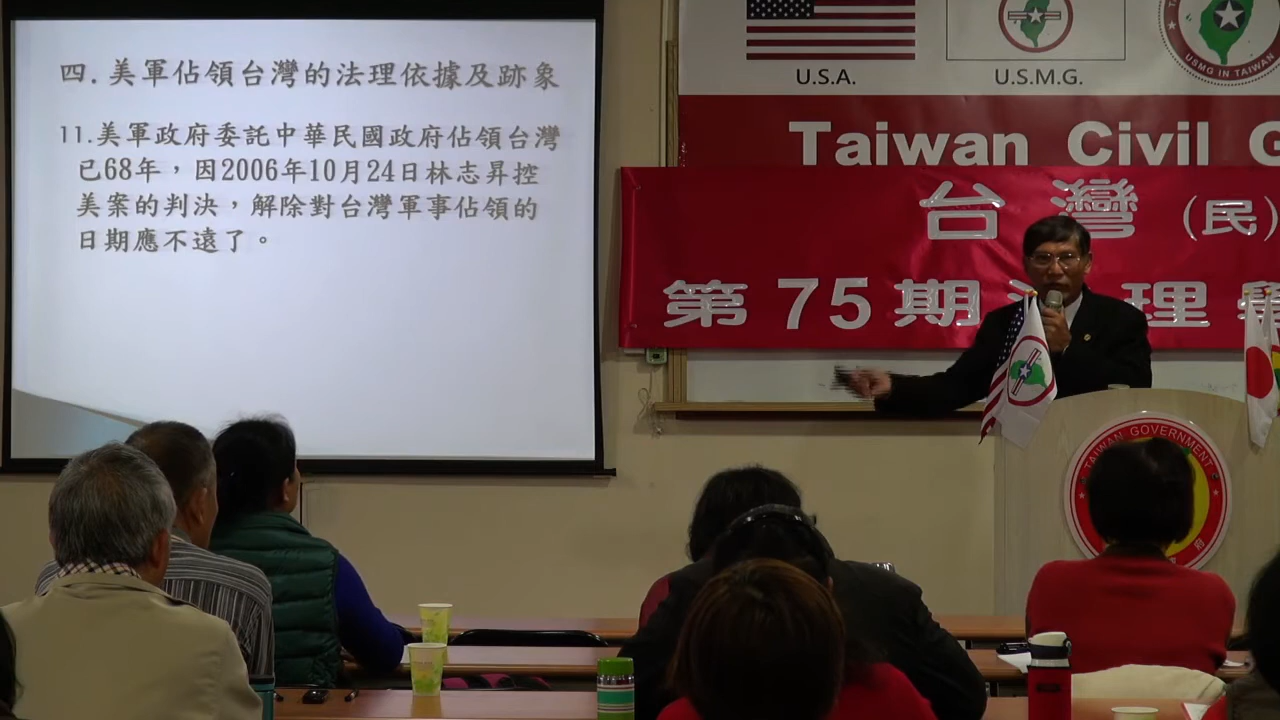 四.美軍佔領台灣的法理依據及跡象
11.美軍政府委託中華民國政府佔領台灣
已68年，因2006年10月24日林志昇控
美案的判決，解除對台灣軍事佔領的
日期應不遠了。
U.S.A.
U.S.M.G.
USMG IN TAIWAN
Taiwan Civil G
台灣(民)
第75期法理
TAIWAN GOVERNMENT
府